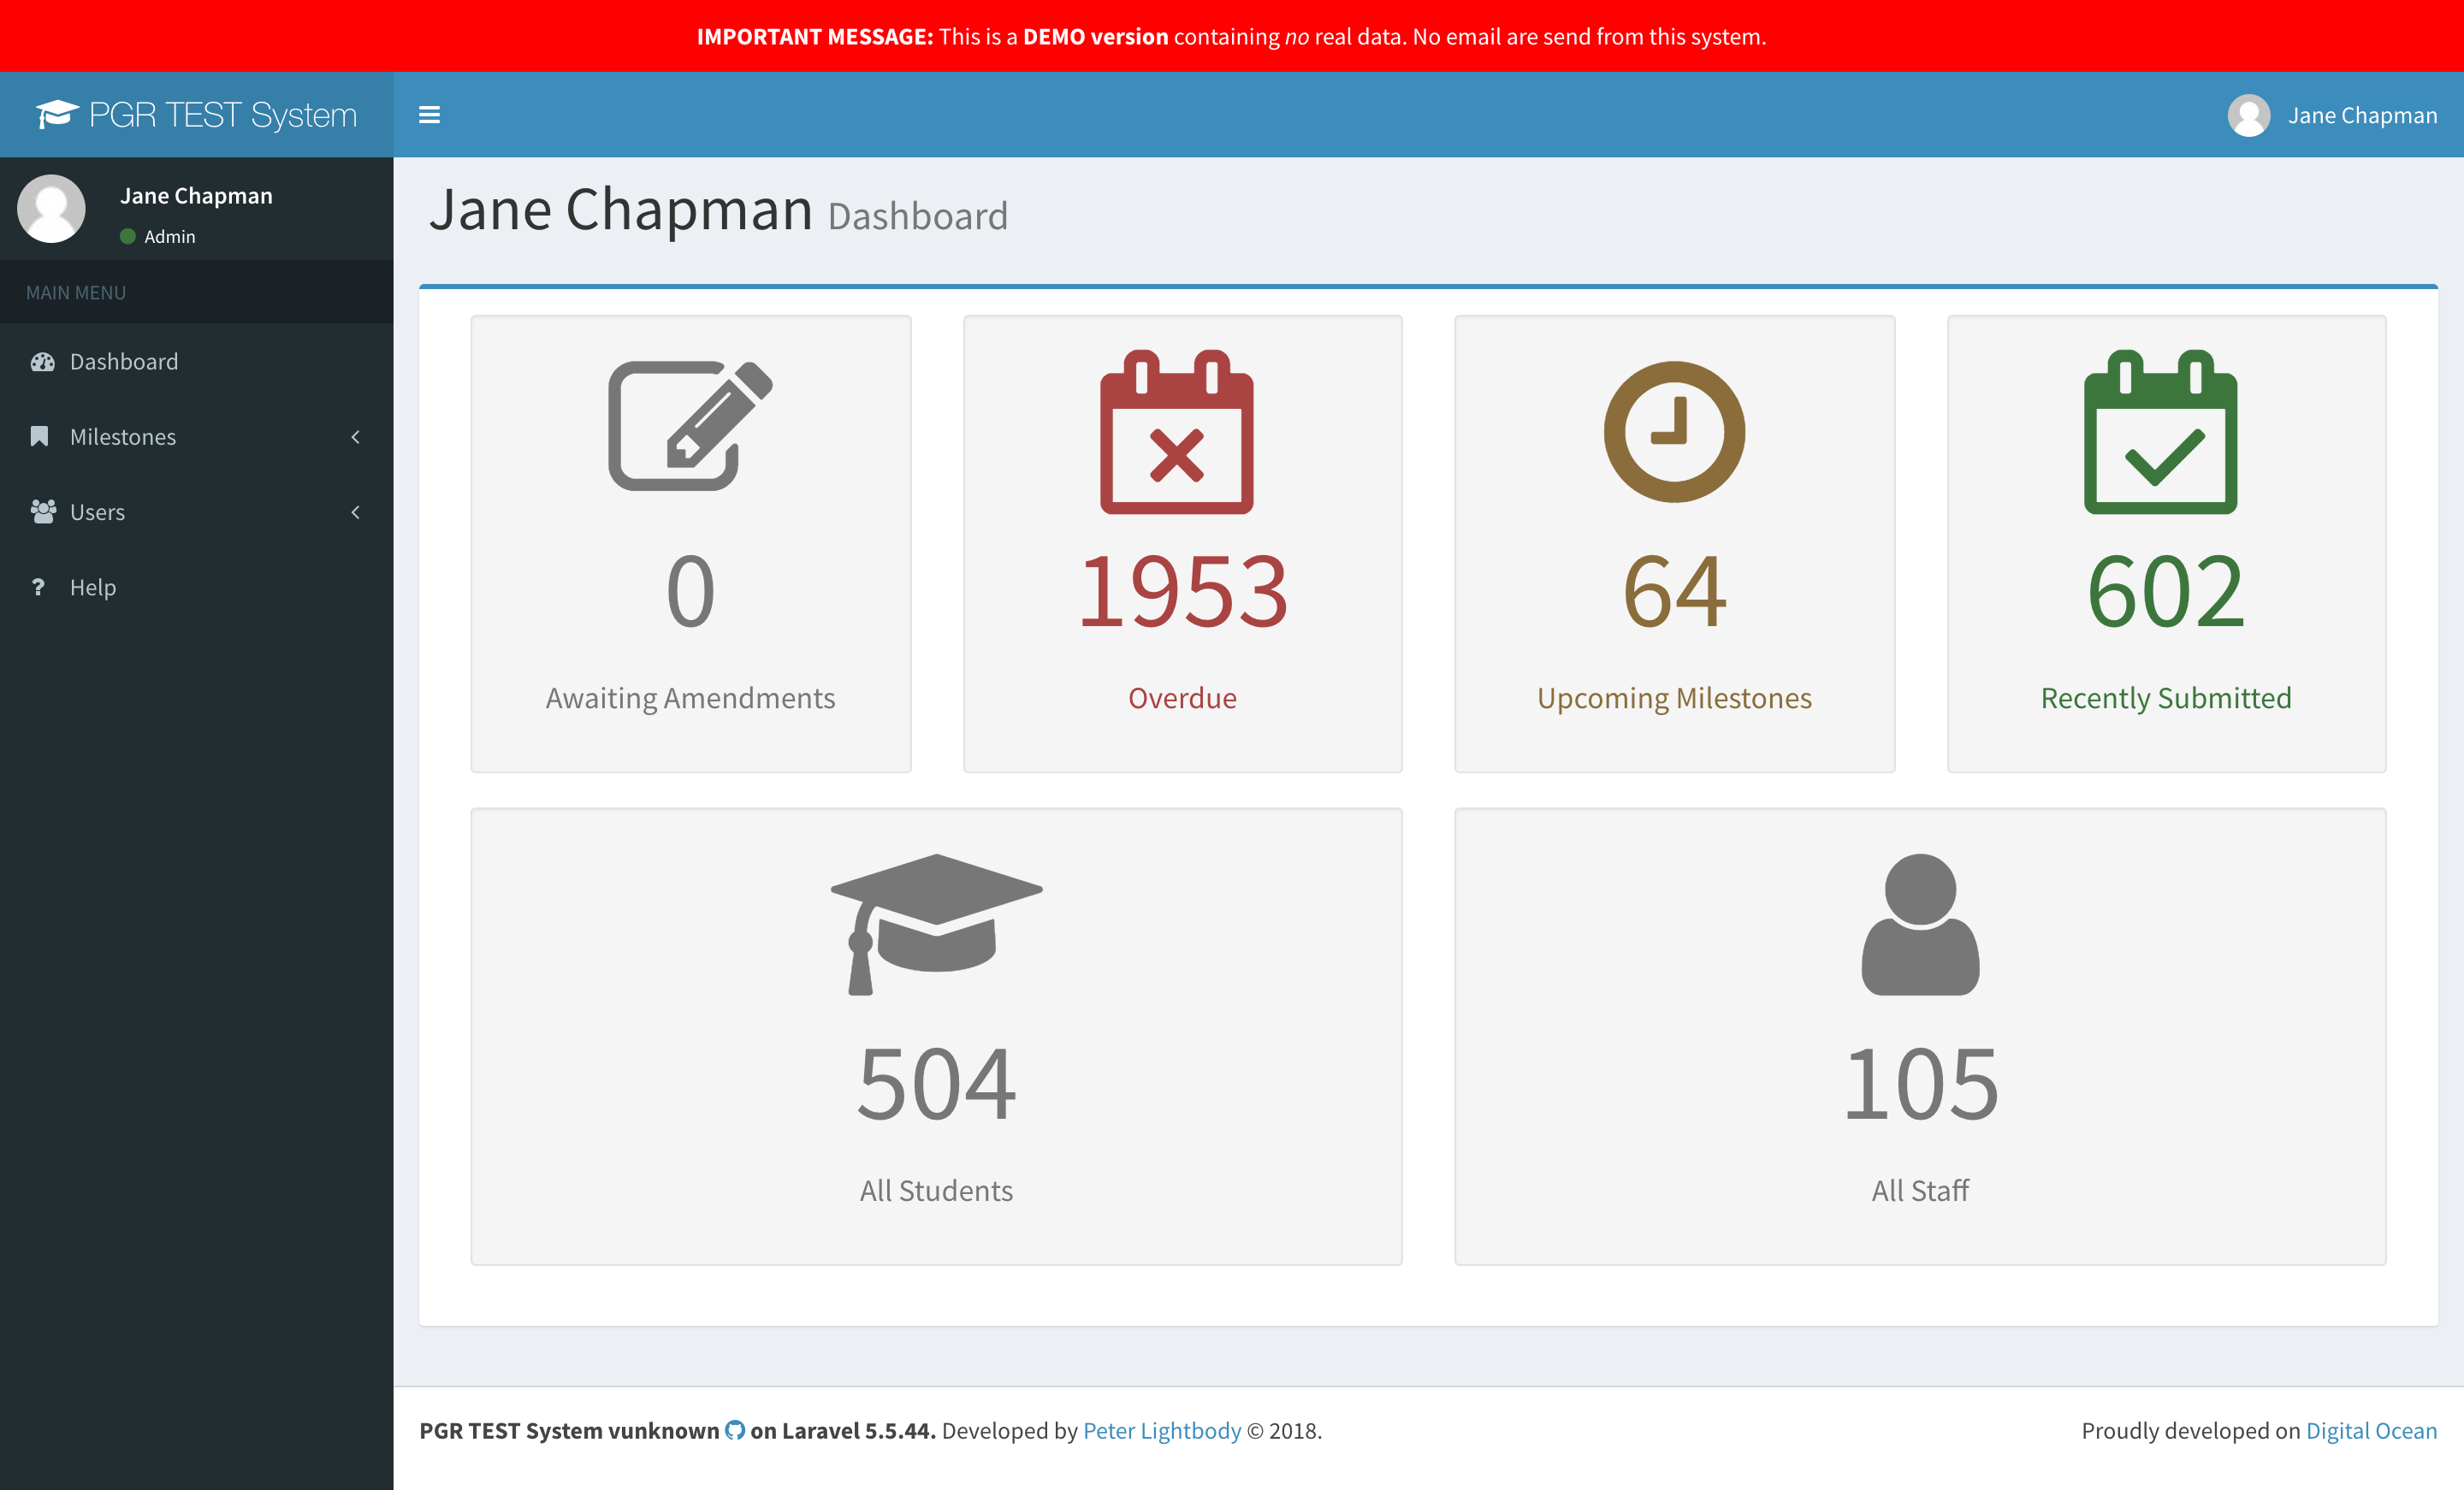 IMPORTANT MESSAGE: This is a DEMO version containing no real data. No email are send from this system.
PGR TEST System
Jane Chapman
Jane Chapman
Admin
MAIN MENU
Dashboard
Milestones
Users
Help
Jane Chapman Dashboard
0
Awaiting Amendments
1953
Overdue
64
Upcoming Milestones
602
Recently Submitted
504
All Students
105
All Staff
PGR TEST System vunknown on Laravel 5.5.44. Developed by Peter Lightbody © 2018.
Proudly developed on Digital Ocean